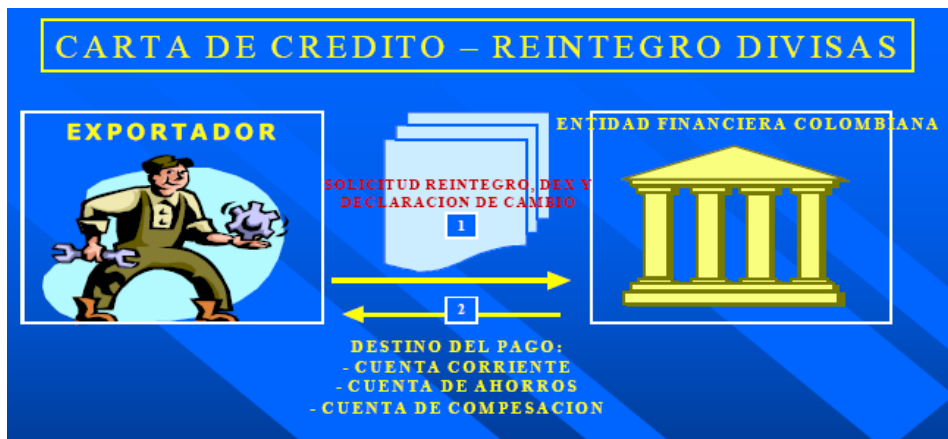 CARTA DE CREDITO – REINTEGRO DIVISAS
EXPORTADOR
ENTIDAD FINANCIERA COLOMBIANA
SOLICITUD REINTEGRO, DEX Y
DECLARACION DE CAMBIO
1
2
DESTINO DEL PAGO:
- CUENTA CORRIENTE
- CUENTA DE AHORROS
- CUENTA DE COMPESACION